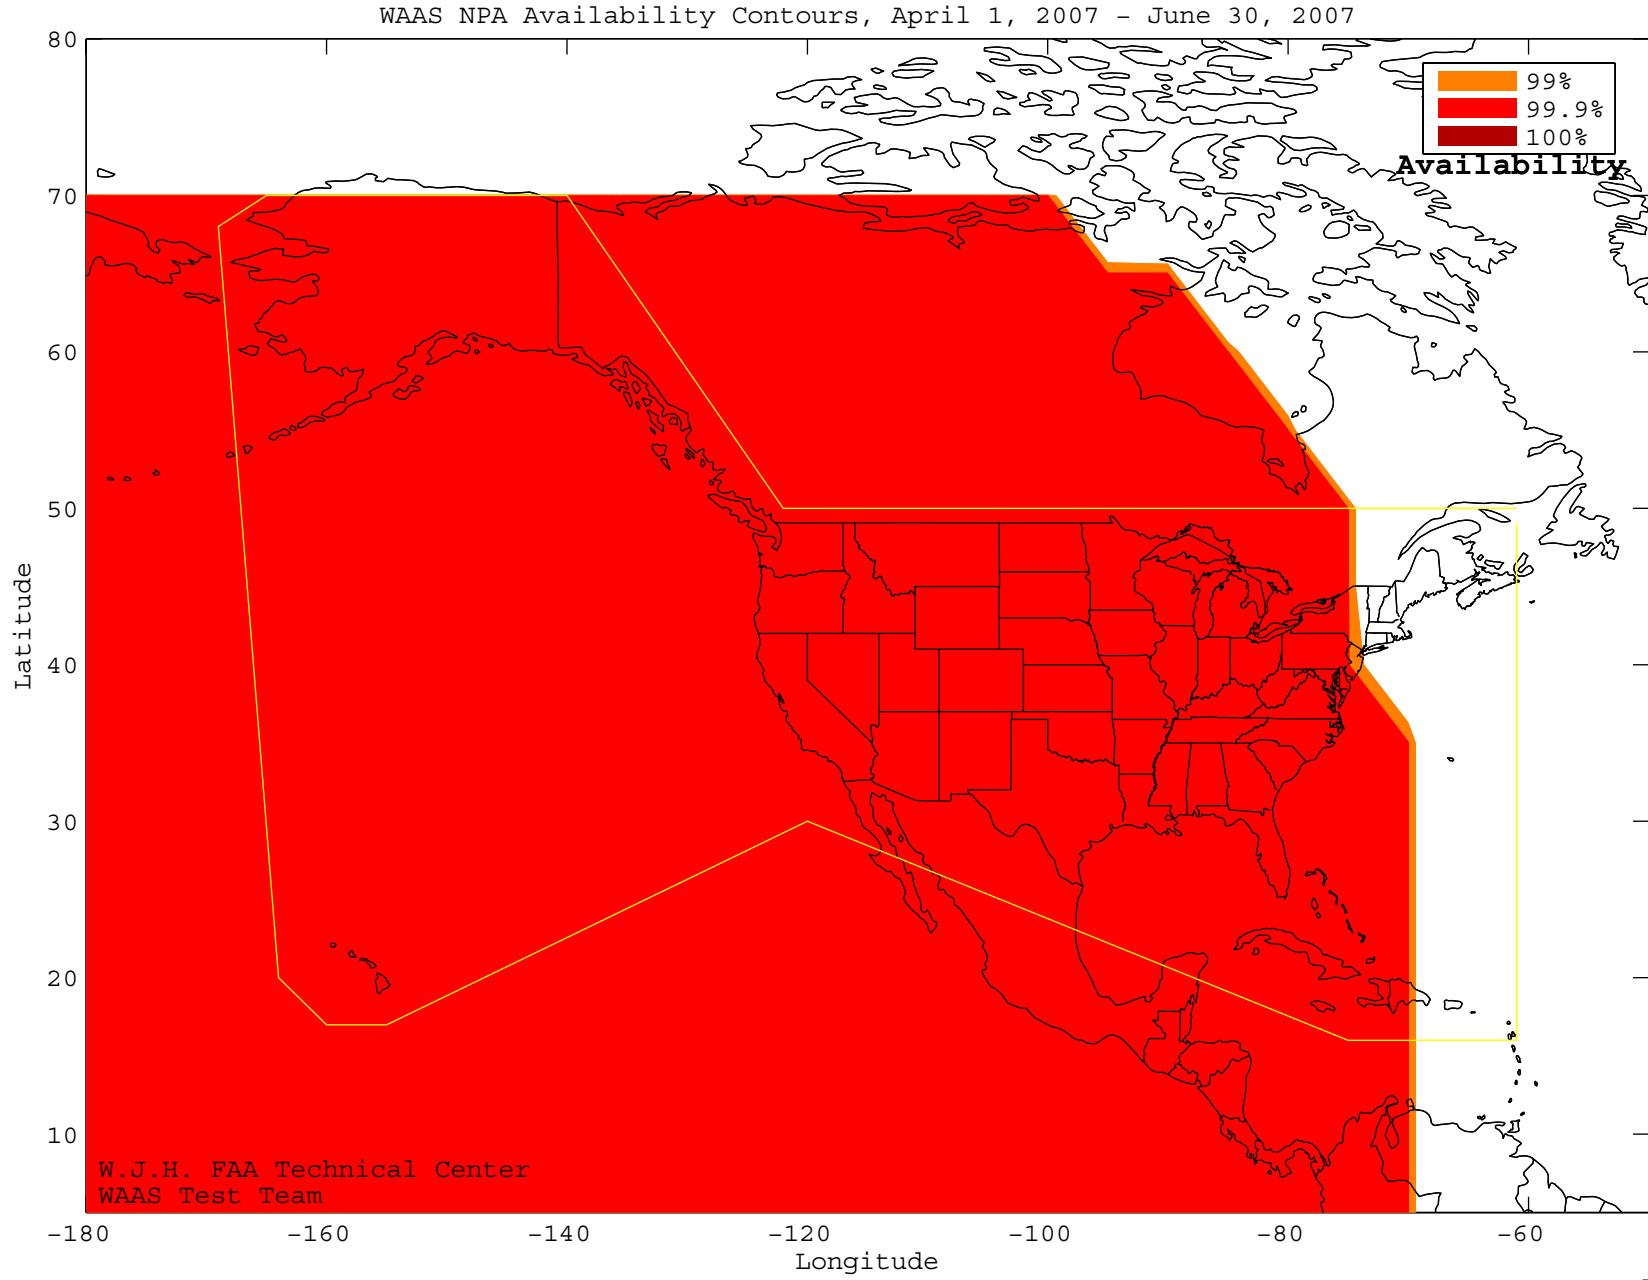 WAAS NPA Availability Contours, April 1, 2007 - June 30, 2007
80
99%
99.9%
100%
Availability
70
60
50
Latitude
40
30
20
10
W.J.H. FAA Technical Center
WAAS Test Team
-180 -160 -140 -120 -100 -80 -60
Longitude